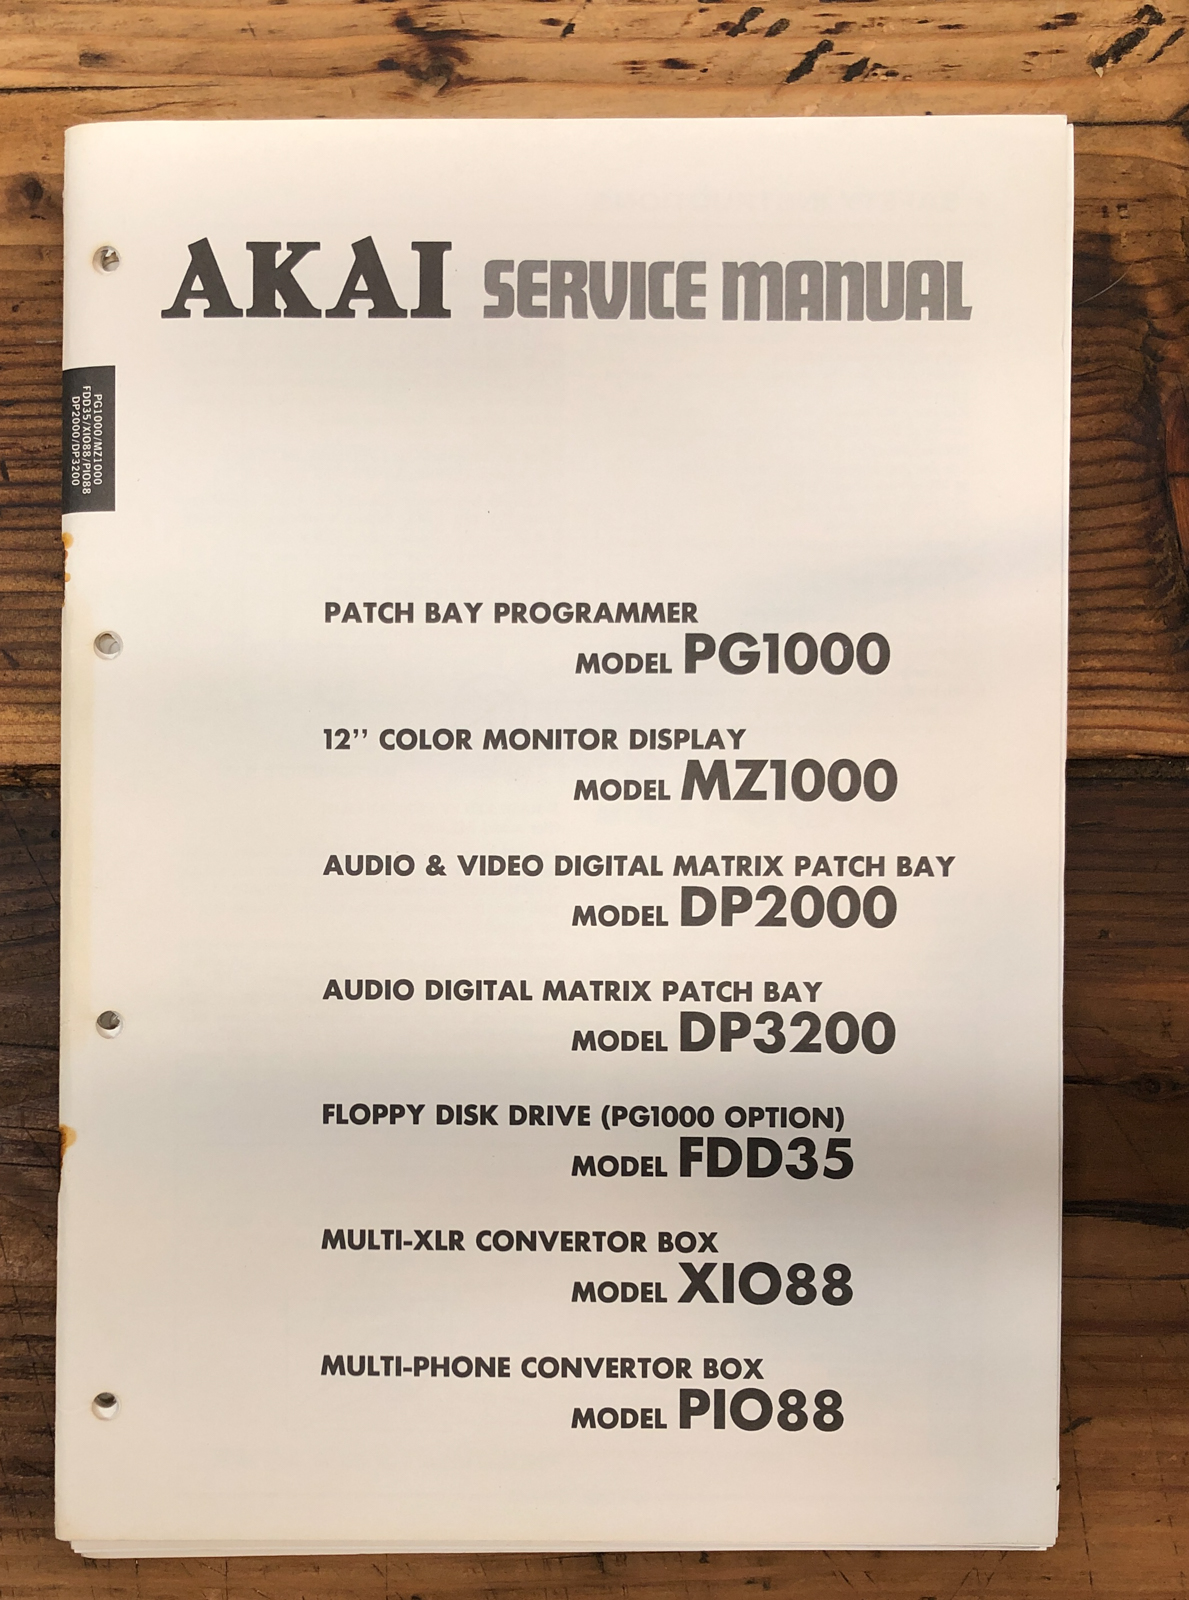 AKAI SERVICE MANUAL
PG1000/MZ1000
FDD35/XIO88/PIO88
DP2000/DP3200
PATCH BAY PROGRAMMER
MODEL PG1000
12’’ COLOR MONITOR DISPLAY
MODEL MZ1000
AUDIO & VIDEO DIGITAL MATRIX PATCH BAY
MODEL DP2000
AUDIO DIGITAL MATRIX PATCH BAY
MODEL DP3200
FLOPPY DISK DRIVE (PG1000 OPTION)
MODEL FDD35
MULTI-XLR CONVERTOR BOX
MODEL XIO88
MULTI-PHONE CONVERTOR BOX
MODEL PIO88